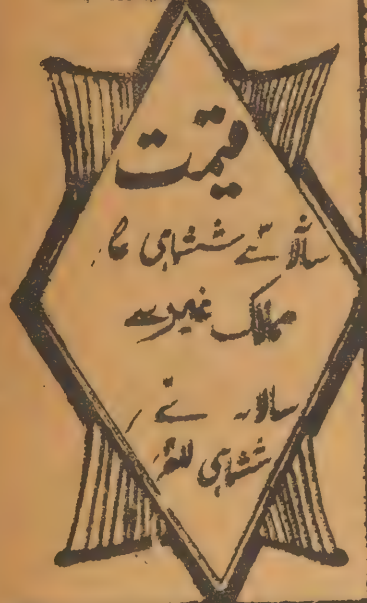 قیمت
سالانہ ششماہی
ممالک غیر سے
سالانہ
ششماہی